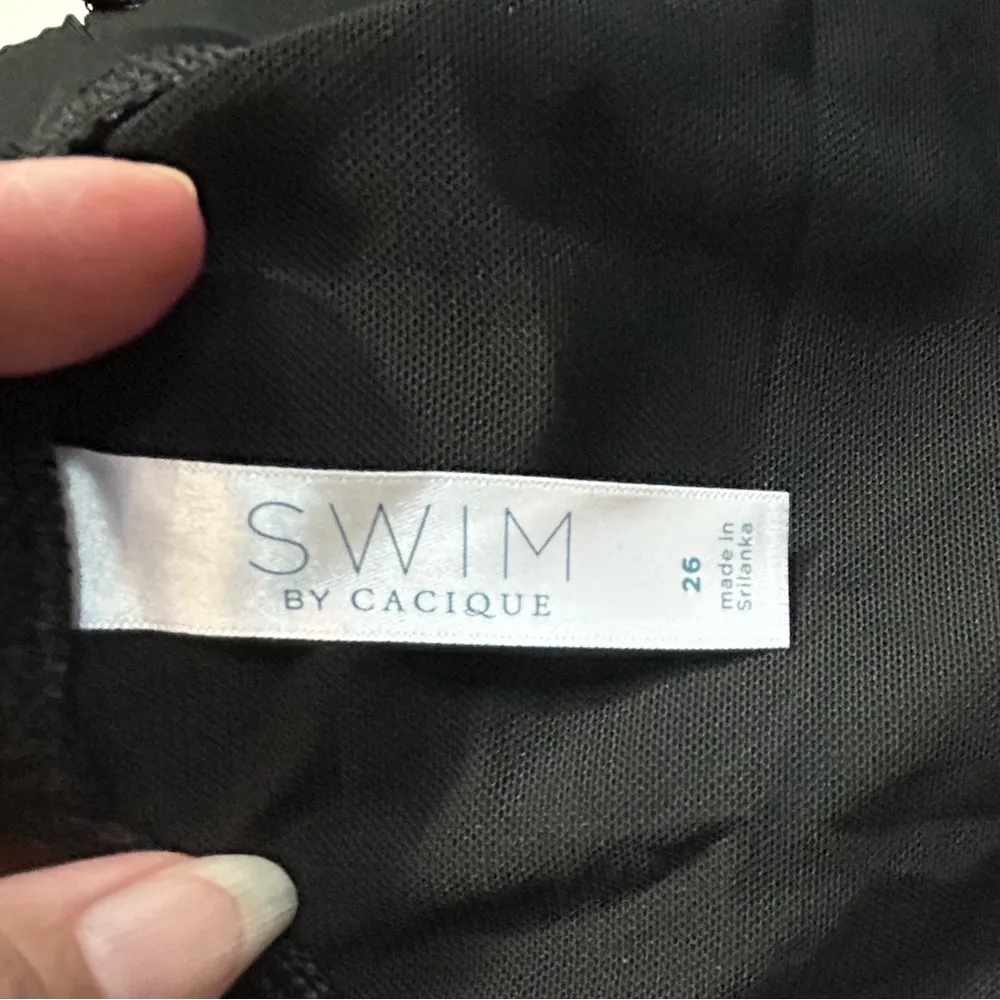 SWIM
BY CACIQUE
26
made in
Srilanka